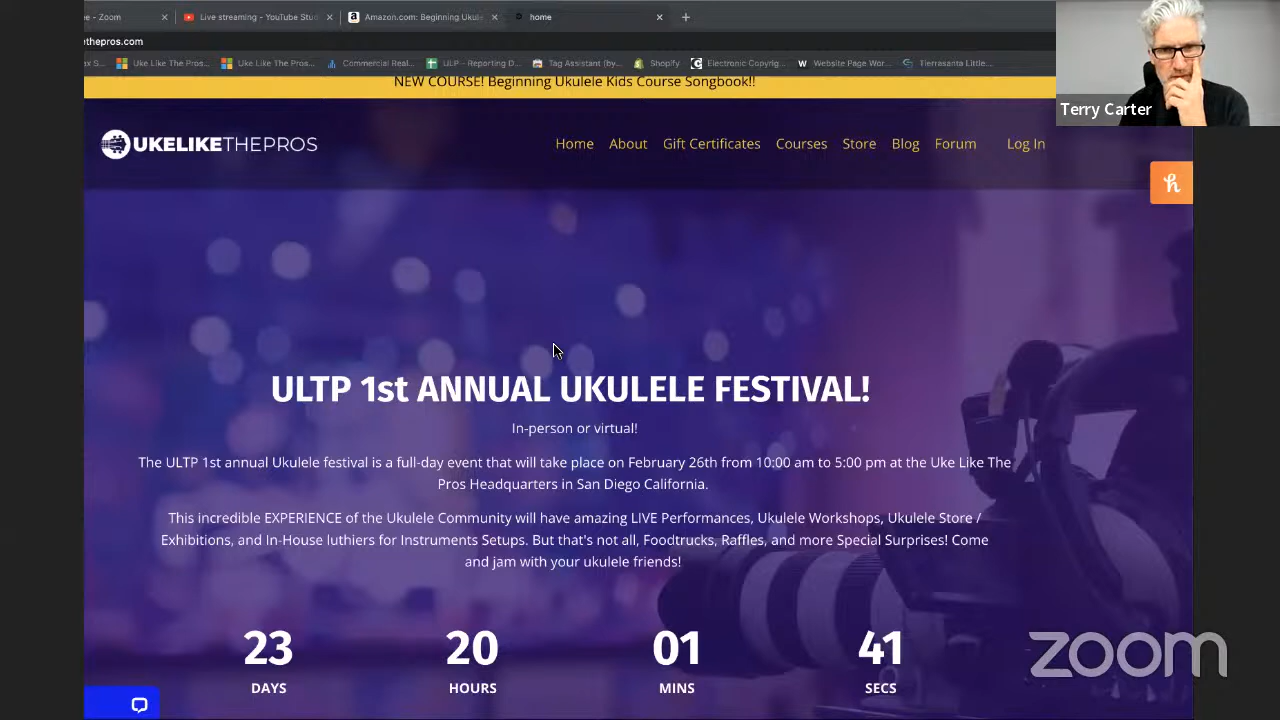 e - Zoom
Live streaming - YouTube Stud
Amazon.com: Beginning Ukule
home
ethepros.com
ax S...
Uke Like The Pros...
Uke Like The Pros...
Commercial Real...
ULP - Reporting D...
Tag Assistant (by...
Shopify
Electronic Copyrig...
Website Page Wor...
Tierrasanta Little...
Terry Carter
NEW COURSE! Beginning Ukulele Kids Course Songbook!!
UKELIKETHEPROS
Home About Gift Certificates Courses Store Blog Forum Log In
ULTP 1st ANNUAL UKULELE FESTIVAL!
In-person or virtual!
The ULTP 1st annual Ukulele festival is a full-day event that will take place on February 26th from 10:00 am to 5:00 pm at the Uke Like The
Pros Headquarters in San Diego California.
This incredible EXPERIENCE of the Ukulele Community will have amazing LIVE Performances, Ukulele Workshops, Ukulele Store /
Exhibitions, and In-House luthiers for Instruments Setups. But that's not all, Foodtrucks, Raffles, and more Special Surprises! Come
and jam with your ukulele friends!
23 20 01 41
DAYS HOURS MINS SECS
zoom